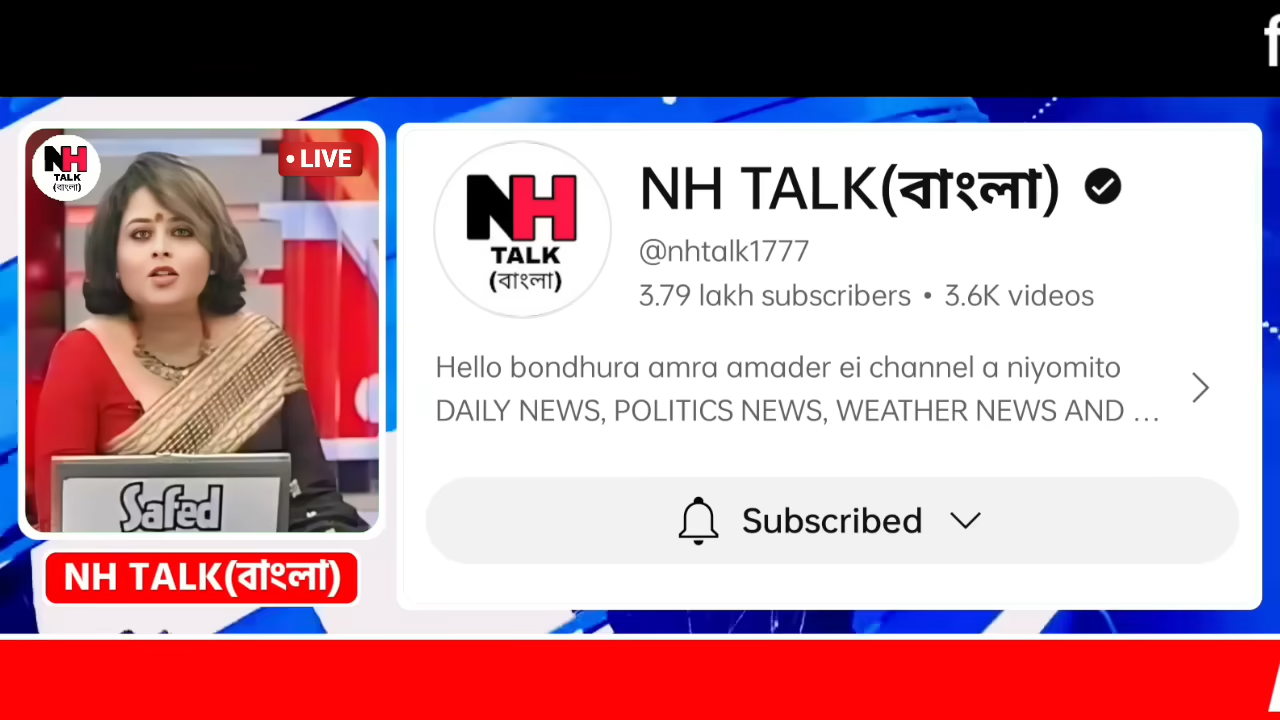 f
NH
TALK
(বাংলা)
• LIVE
Safed
NH TALK(বাংলা)
NH
TALK
(বাংলা)
NH TALK(বাংলা)
@nhtalk1777
3.79 lakh subscribers • 3.6K videos
Hello bondhura amra amader ei channel a niyomito
DAILY NEWS, POLITICS NEWS, WEATHER NEWS AND ...
Subscribed